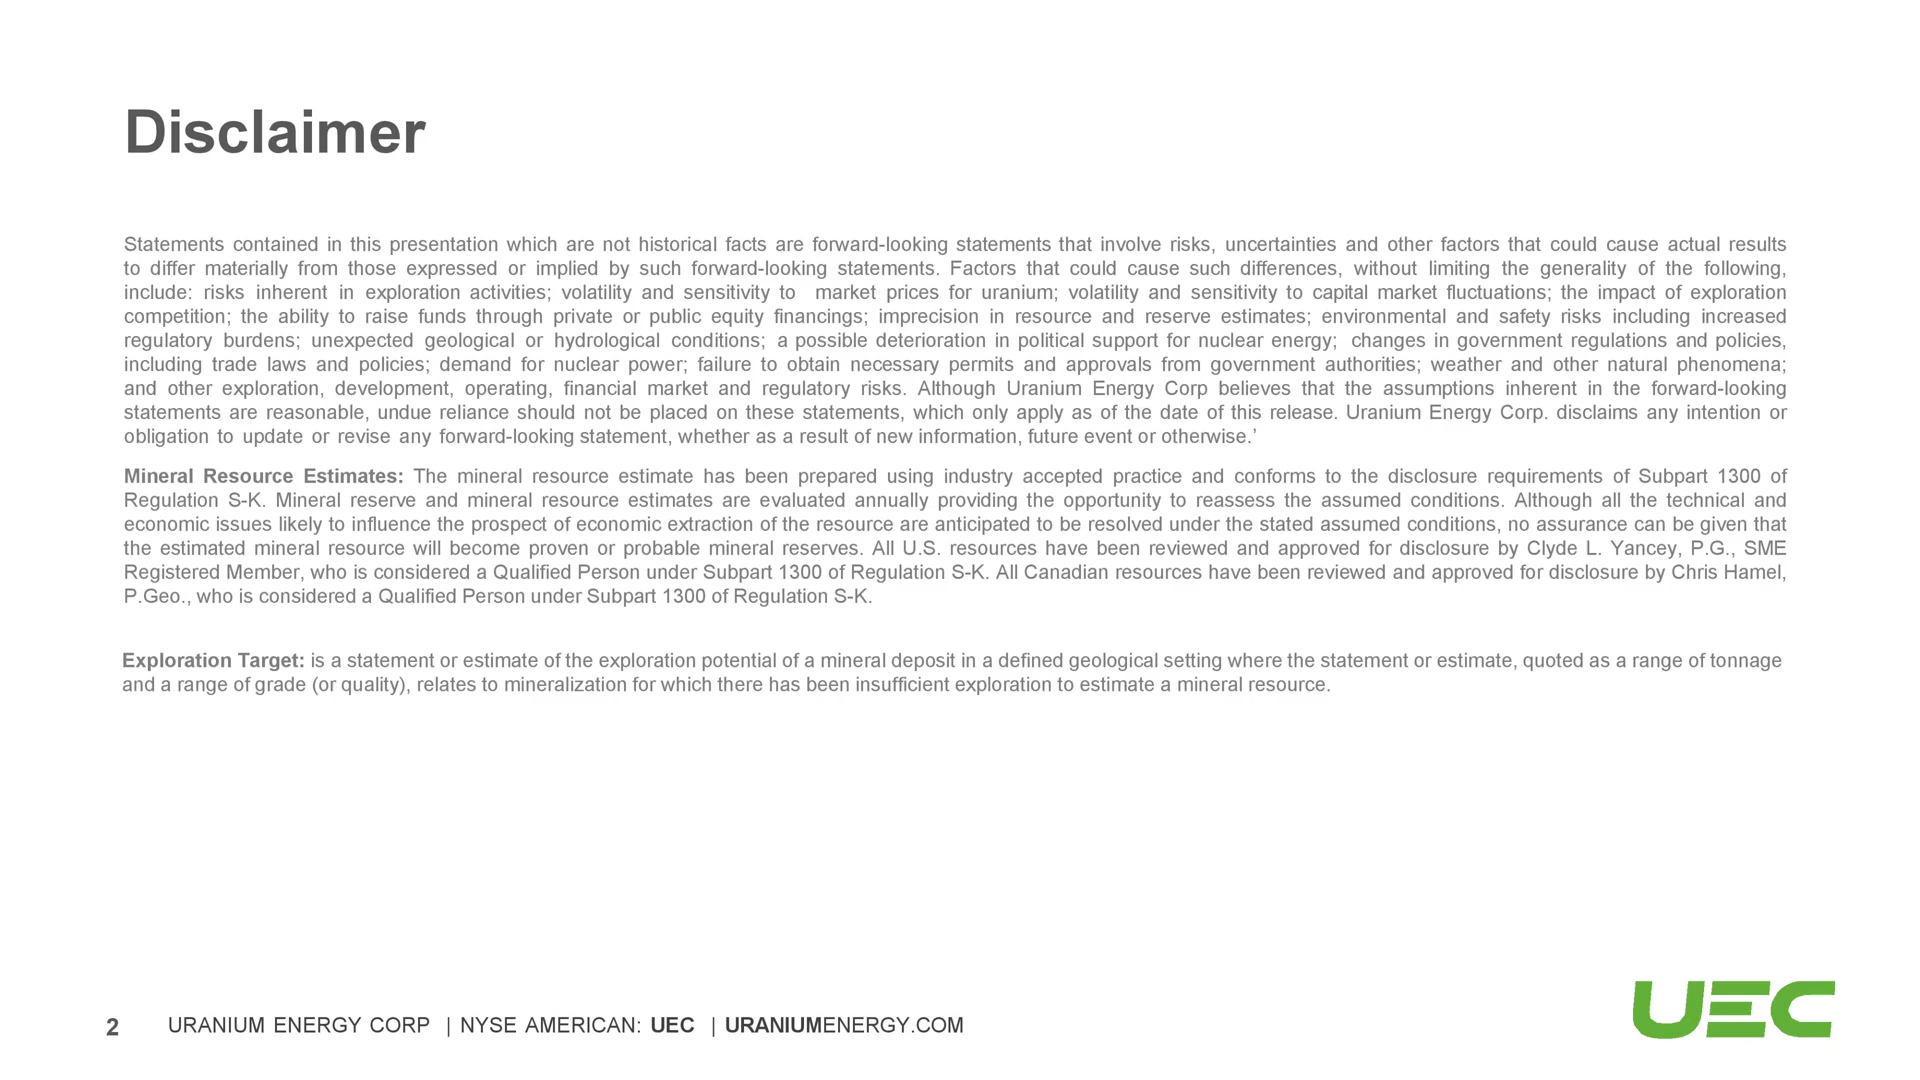 Disclaimer
Statements contained in this presentation which are not historical facts are forward-looking statements that involve risks, uncertainties and other factors that could cause actual results
to differ materially from those expressed or implied by such forward-looking statements. Factors that could cause such differences, without limiting the generality of the following,
include: risks inherent in exploration activities; volatility and sensitivity to market prices for uranium; volatility and sensitivity to capital market fluctuations; the impact of exploration
competition; the ability to raise funds through private or public equity financings; imprecision in resource and reserve estimates; environmental and safety risks including increased
regulatory burdens; unexpected geological or hydrological conditions; a possible deterioration in political support for nuclear energy; changes in government regulations and policies,
including trade laws and policies; demand for nuclear power; failure to obtain necessary permits and approvals from government authorities; weather and other natural phenomena;
and other exploration, development, operating, financial market and regulatory risks. Although Uranium Energy Corp believes that the assumptions inherent in the forward-looking
statements are reasonable, undue reliance should not be placed on these statements, which only apply as of the date of this release. Uranium Energy Corp. disclaims any intention or
obligation to update or revise any forward-looking statement, whether as a result of new information, future event or otherwise.’
Mineral Resource Estimates: The mineral resource estimate has been prepared using industry accepted practice and conforms to the disclosure requirements of Subpart 1300 of
Regulation S-K. Mineral reserve and mineral resource estimates are evaluated annually providing the opportunity to reassess the assumed conditions. Although all the technical and
economic issues likely to influence the prospect of economic extraction of the resource are anticipated to be resolved under the stated assumed conditions, no assurance can be given that
the estimated mineral resource will become proven or probable mineral reserves. All U.S. resources have been reviewed and approved for disclosure by Clyde L. Yancey, P.G., SME
Registered Member, who is considered a Qualified Person under Subpart 1300 of Regulation S-K. All Canadian resources have been reviewed and approved for disclosure by Chris Hamel,
P.Geo., who is considered a Qualified Person under Subpart 1300 of Regulation S-K.
Exploration Target: is a statement or estimate of the exploration potential of a mineral deposit in a defined geological setting where the statement or estimate, quoted as a range of tonnage
and a range of grade (or quality), relates to mineralization for which there has been insufficient exploration to estimate a mineral resource.
2 URANIUM ENERGY CORP | NYSE AMERICAN: UEC | URANIUMENERGY.COM
UEC